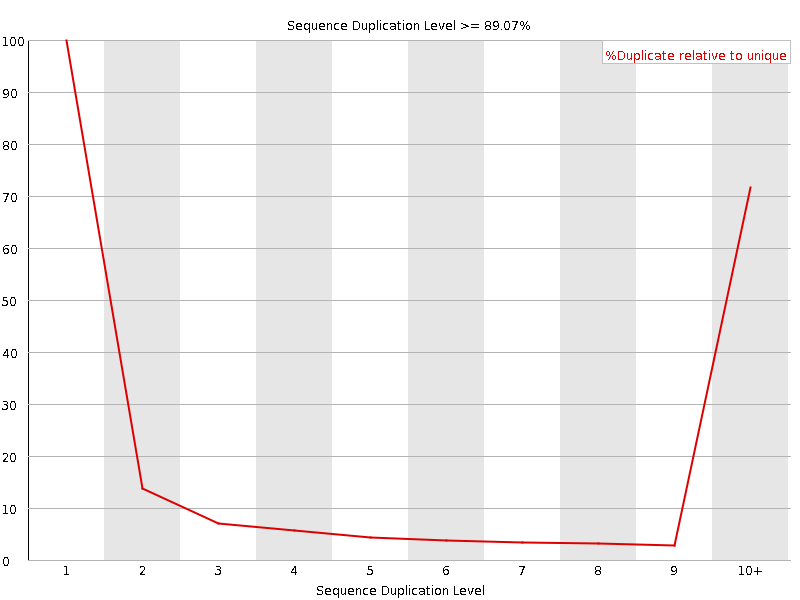 Sequence Duplication Level >= 89.07%
%Duplicate relative to unique
100
90
80
70
60
50
40
30
20
10
0
1 2 3 4 5 6 7 8 9 10+
Sequence Duplication Level